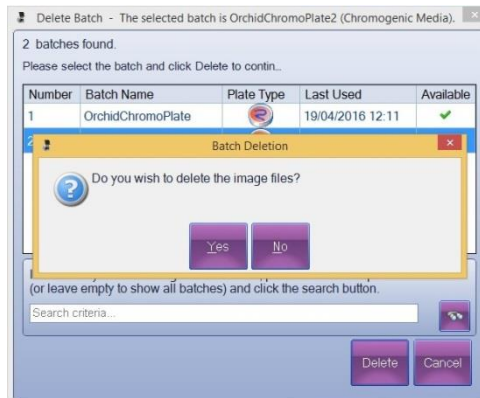 Delete Batch - The selected batch is OrchidChromoPlate2 (Chromogenic Media).
2 batches found.
Please select the batch and click Delete to contin...
Number Batch Name Plate Type Last Used Available
1 OrchidChromoPlate 19/04/2016 12:11
2
Batch Deletion
Do you wish to delete the image files?
Yes No
(or leave empty to show all batches) and click the search button.
Search criteria...
Delete Cancel